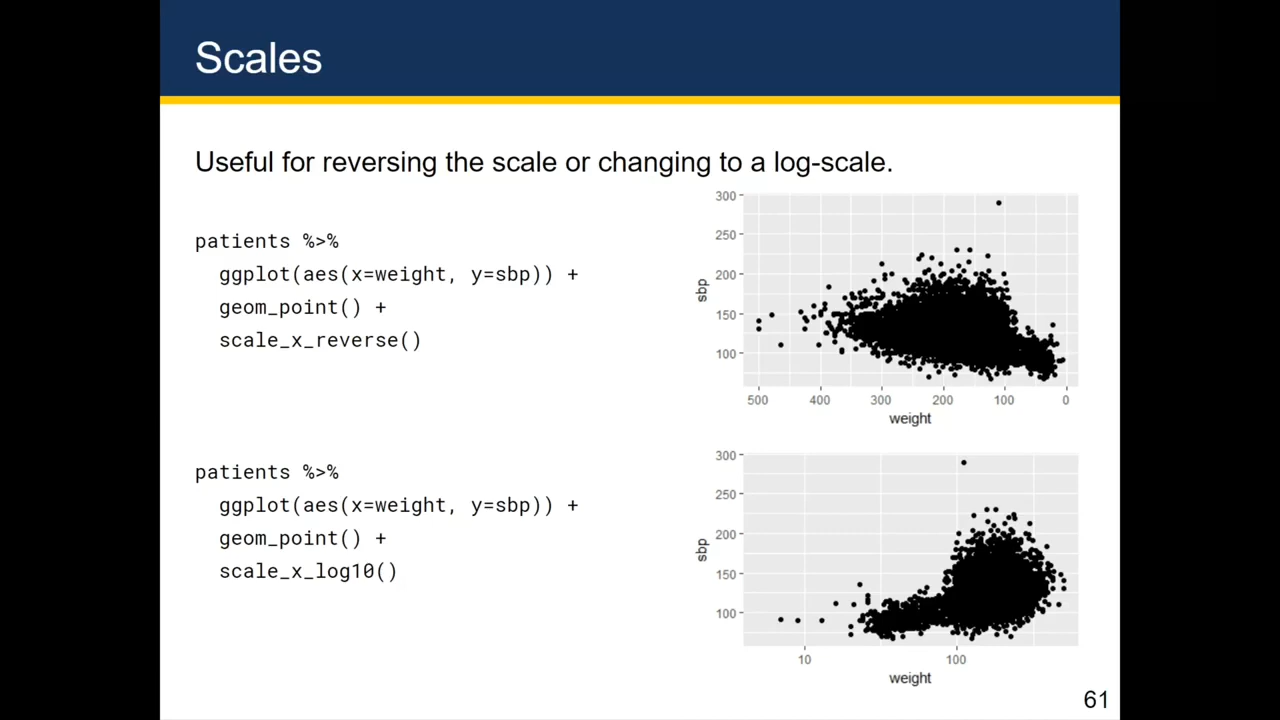 Scales
Useful for reversing the scale or changing to a log-scale.
patients %>%
ggplot(aes(x=weight, y=sbp)) +
geom_point() +
scale_x_reverse()
300
250
200
150
100
sbp
500 400 300 200 100 0
weight
patients %>%
ggplot(aes(x=weight, y=sbp)) +
geom_point() +
scale_x_log10()
300
250
200
150
100
sbp
10 100
weight
61